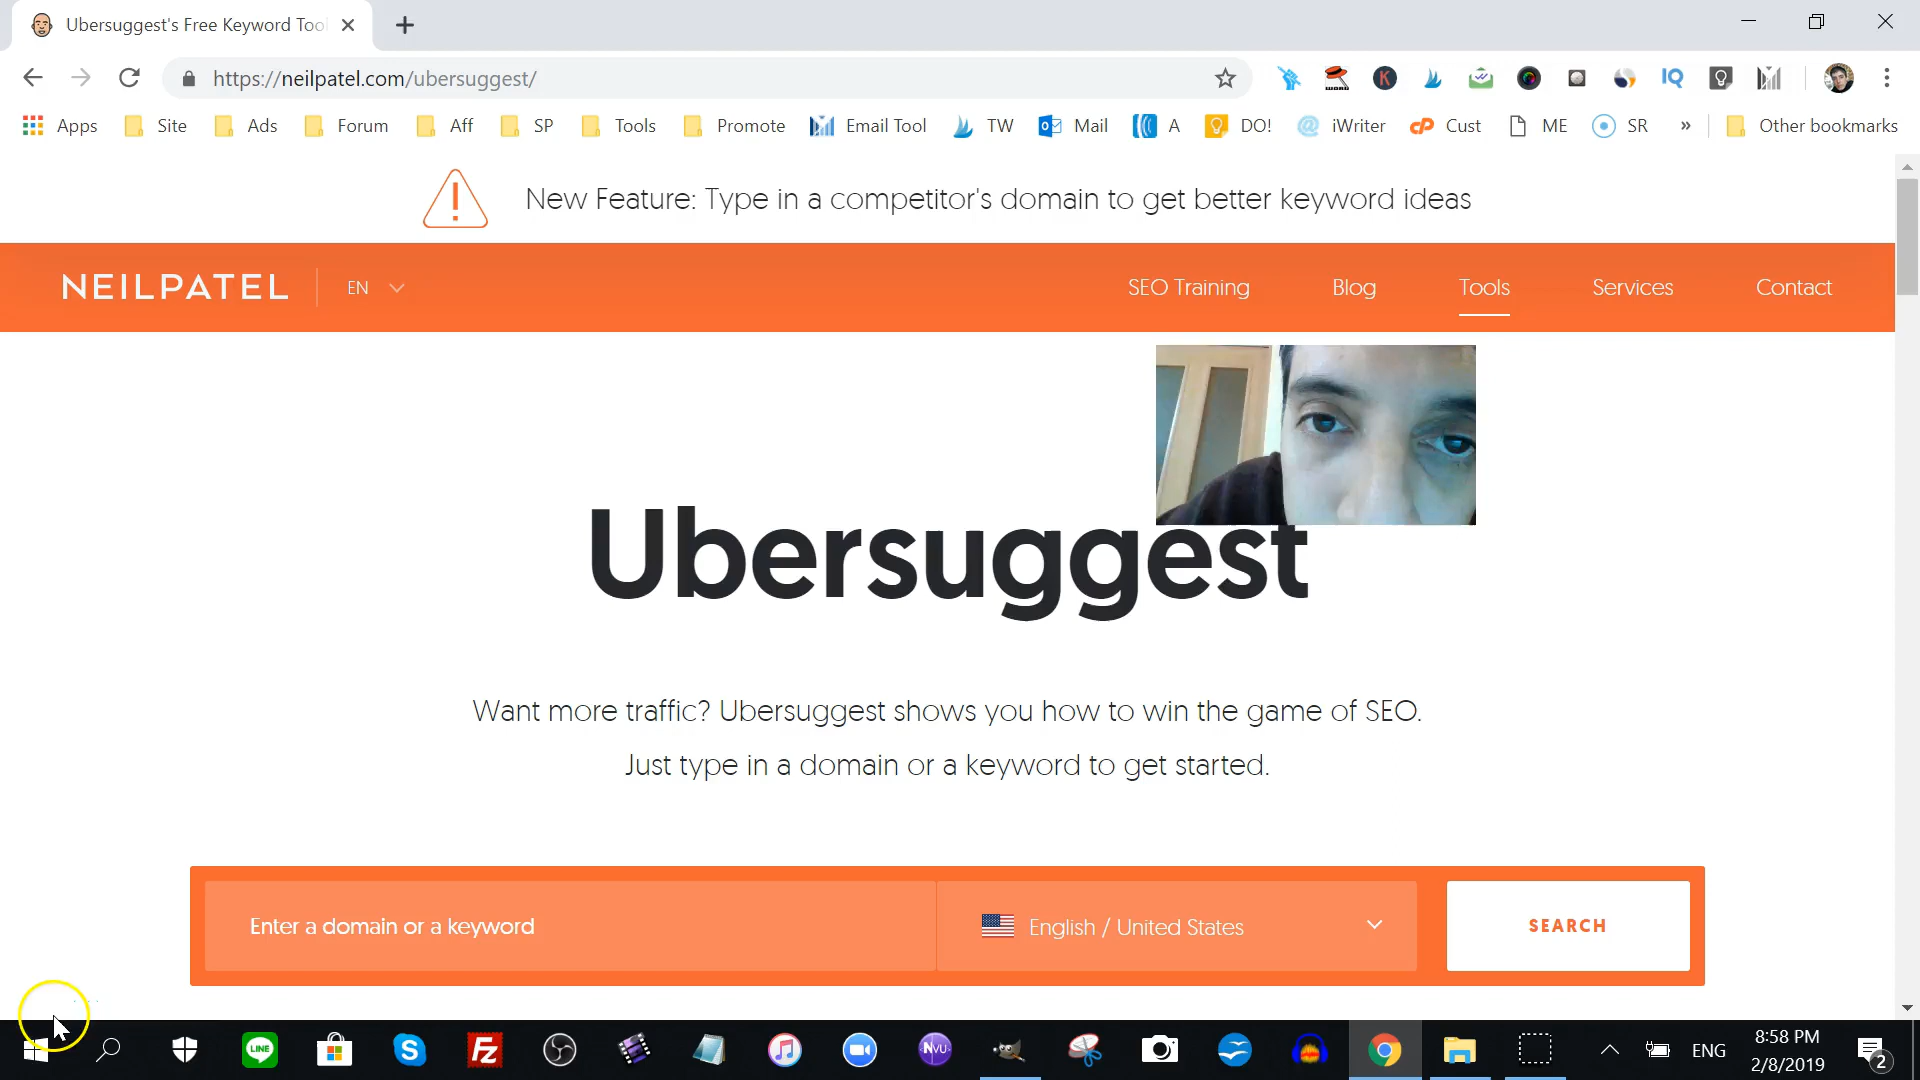 Ubersuggest's Free Keyword Tool
https://neilpatel.com/ubersuggest/
Apps Site Ads Forum Aff SP Tools Promote Email Tool TW Mail A DO! iWriter Cust ME SR » Other bookmarks
New Feature: Type in a competitor's domain to get better keyword ideas
NEILPATEL EN SEO Training Blog Tools Services Contact
Ubersuggest
Want more traffic? Ubersuggest shows you how to win the game of SEO.
Just type in a domain or a keyword to get started.
Enter a domain or a keyword English / United States SEARCH
8:58 PM
ENG
2/8/2019
2